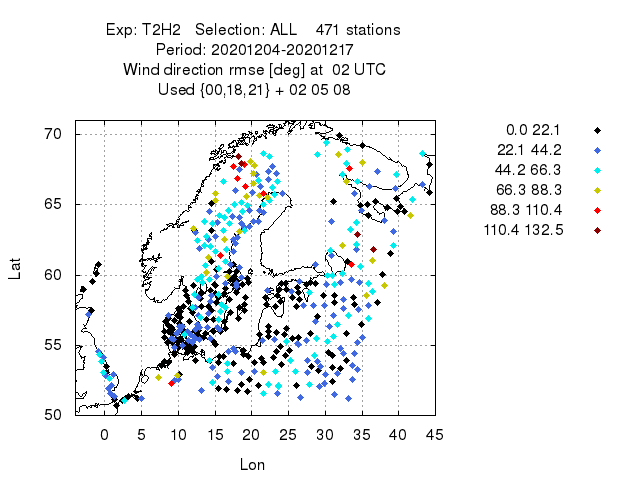 Exp: T2H2 Selection: ALL 471 stations
Period: 20201204-20201217
Wind direction rmse [deg] at 02 UTC
Used {00,18,21} + 02 05 08
70
65
60
55
50
Lat
0 5 10 15 20 25 30 35 40 45
Lon
0.0 22.1
22.1 44.2
44.2 66.3
66.3 88.3
88.3 110.4
110.4 132.5